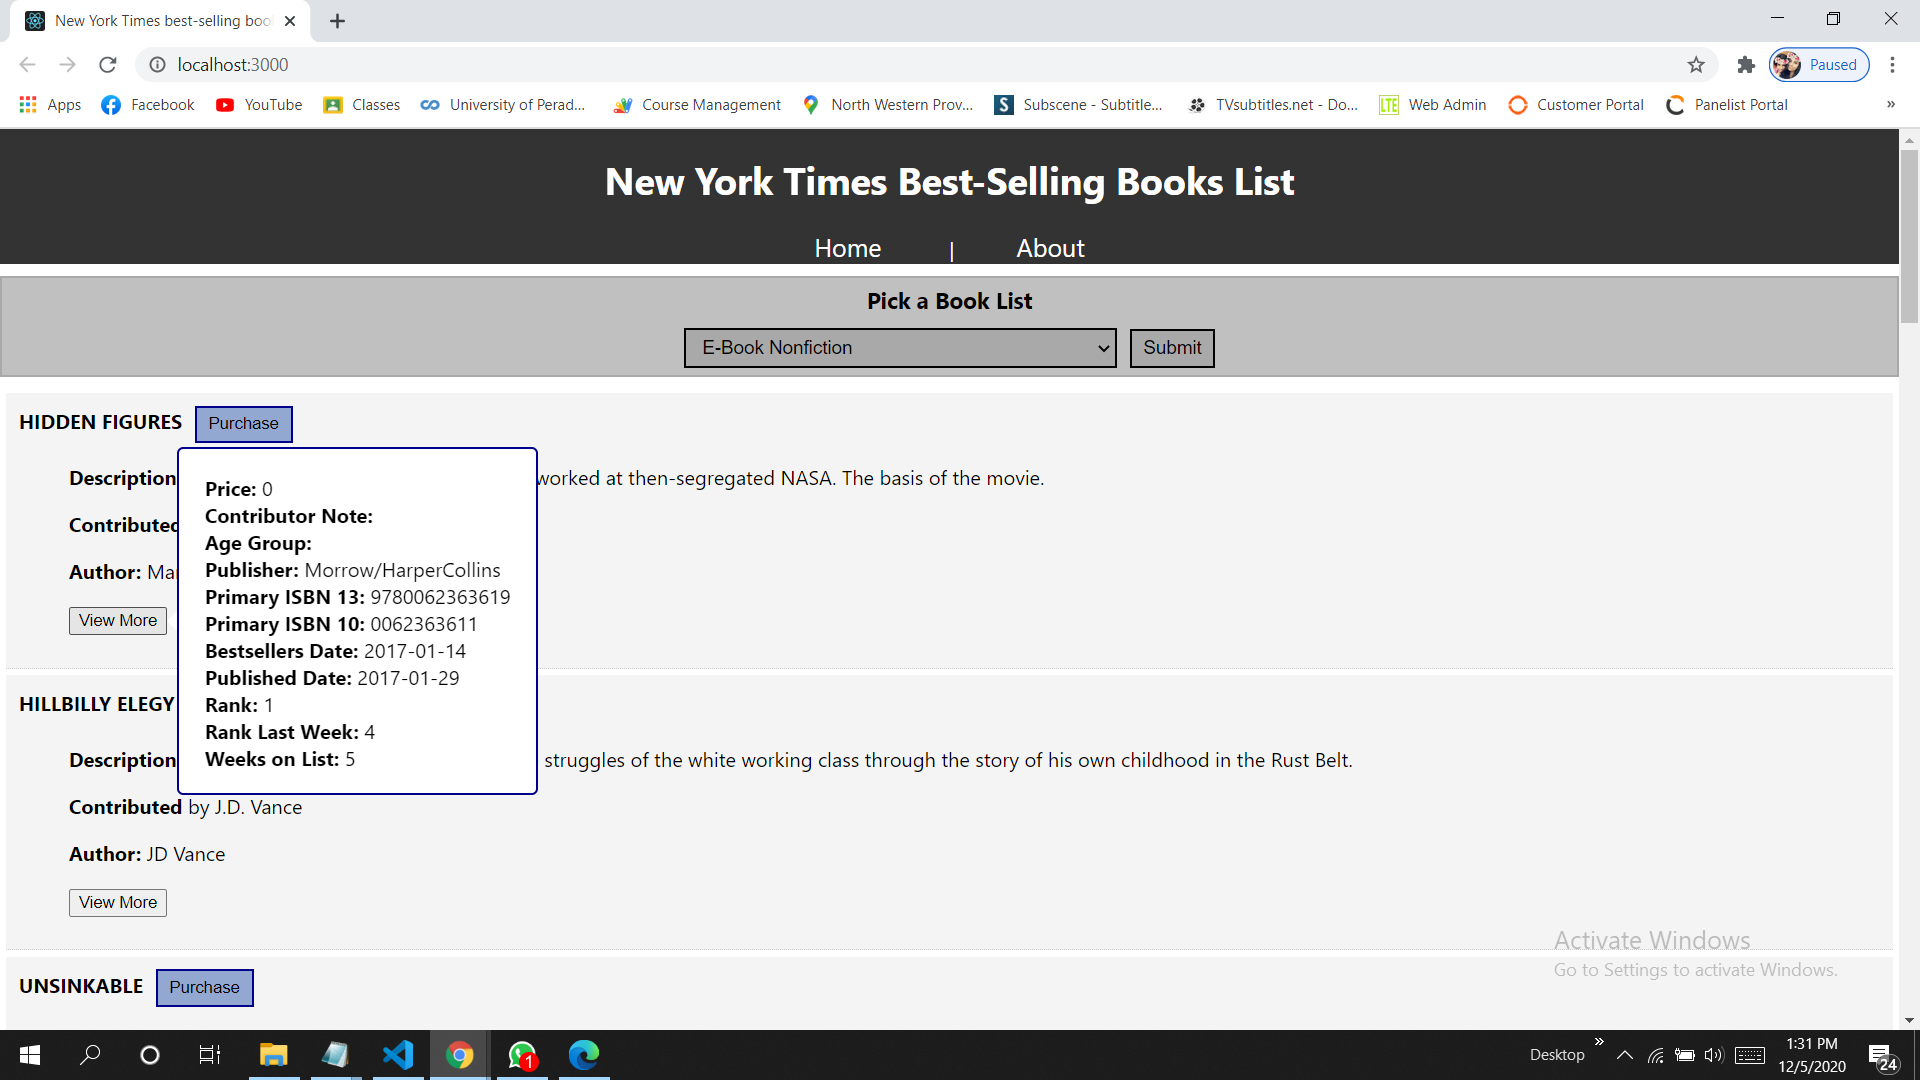 New York Times best-selling boo
localhost:3000
Paused
Apps
Facebook
YouTube
Classes
University of Perad...
Course Management
North Western Prov...
Subscene - Subtitle...
TVsubtitles.net - Do...
LTE
Web Admin
Customer Portal
Panelist Portal
»
New York Times Best-Selling Books List
Home | About
Pick a Book List
E-Book Nonfiction
Submit
HIDDEN FIGURES
Purchase
Description
worked at then-segregated NASA. The basis of the movie.
Contributed
Author: Mar
View More
Price: 0
Contributor Note:
Age Group:
Publisher: Morrow/HarperCollins
Primary ISBN 13: 9780062363619
Primary ISBN 10: 0062363611
Bestsellers Date: 2017-01-14
Published Date: 2017-01-29
Rank: 1
Rank Last Week: 4
Weeks on List: 5
HILLBILLY ELEGY
Description
struggles of the white working class through the story of his own childhood in the Rust Belt.
Contributed by J.D. Vance
Author: JD Vance
View More
UNSINKABLE
Purchase
Activate Windows
Go to Settings to activate Windows.
1
Desktop
»
1:31 PM
12/5/2020
24